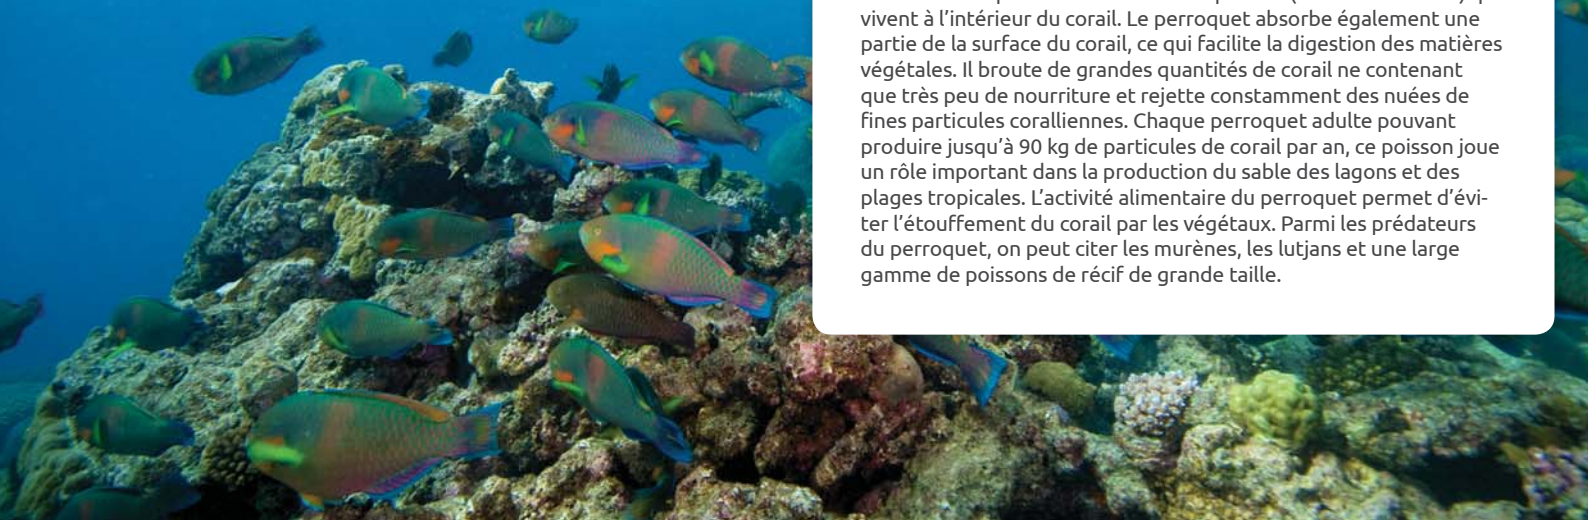 vivent à l’intérieur du corail. Le perroquet absorbe également une
partie de la surface du corail, ce qui facilite la digestion des matières
végétales. Il broute de grandes quantités de corail ne contenant
que très peu de nourriture et rejette constamment des nuées de
fines particules coralliennes. Chaque perroquet adulte pouvant
produire jusqu’à 90 kg de particules de corail par an, ce poisson joue
un rôle important dans la production du sable des lagons et des
plages tropicales. L’activité alimentaire du perroquet permet d’évi-
ter l’étouffement du corail par les végétaux. Parmi les prédateurs
du perroquet, on peut citer les murènes, les lutjans et une large
gamme de poissons de récif de grande taille.